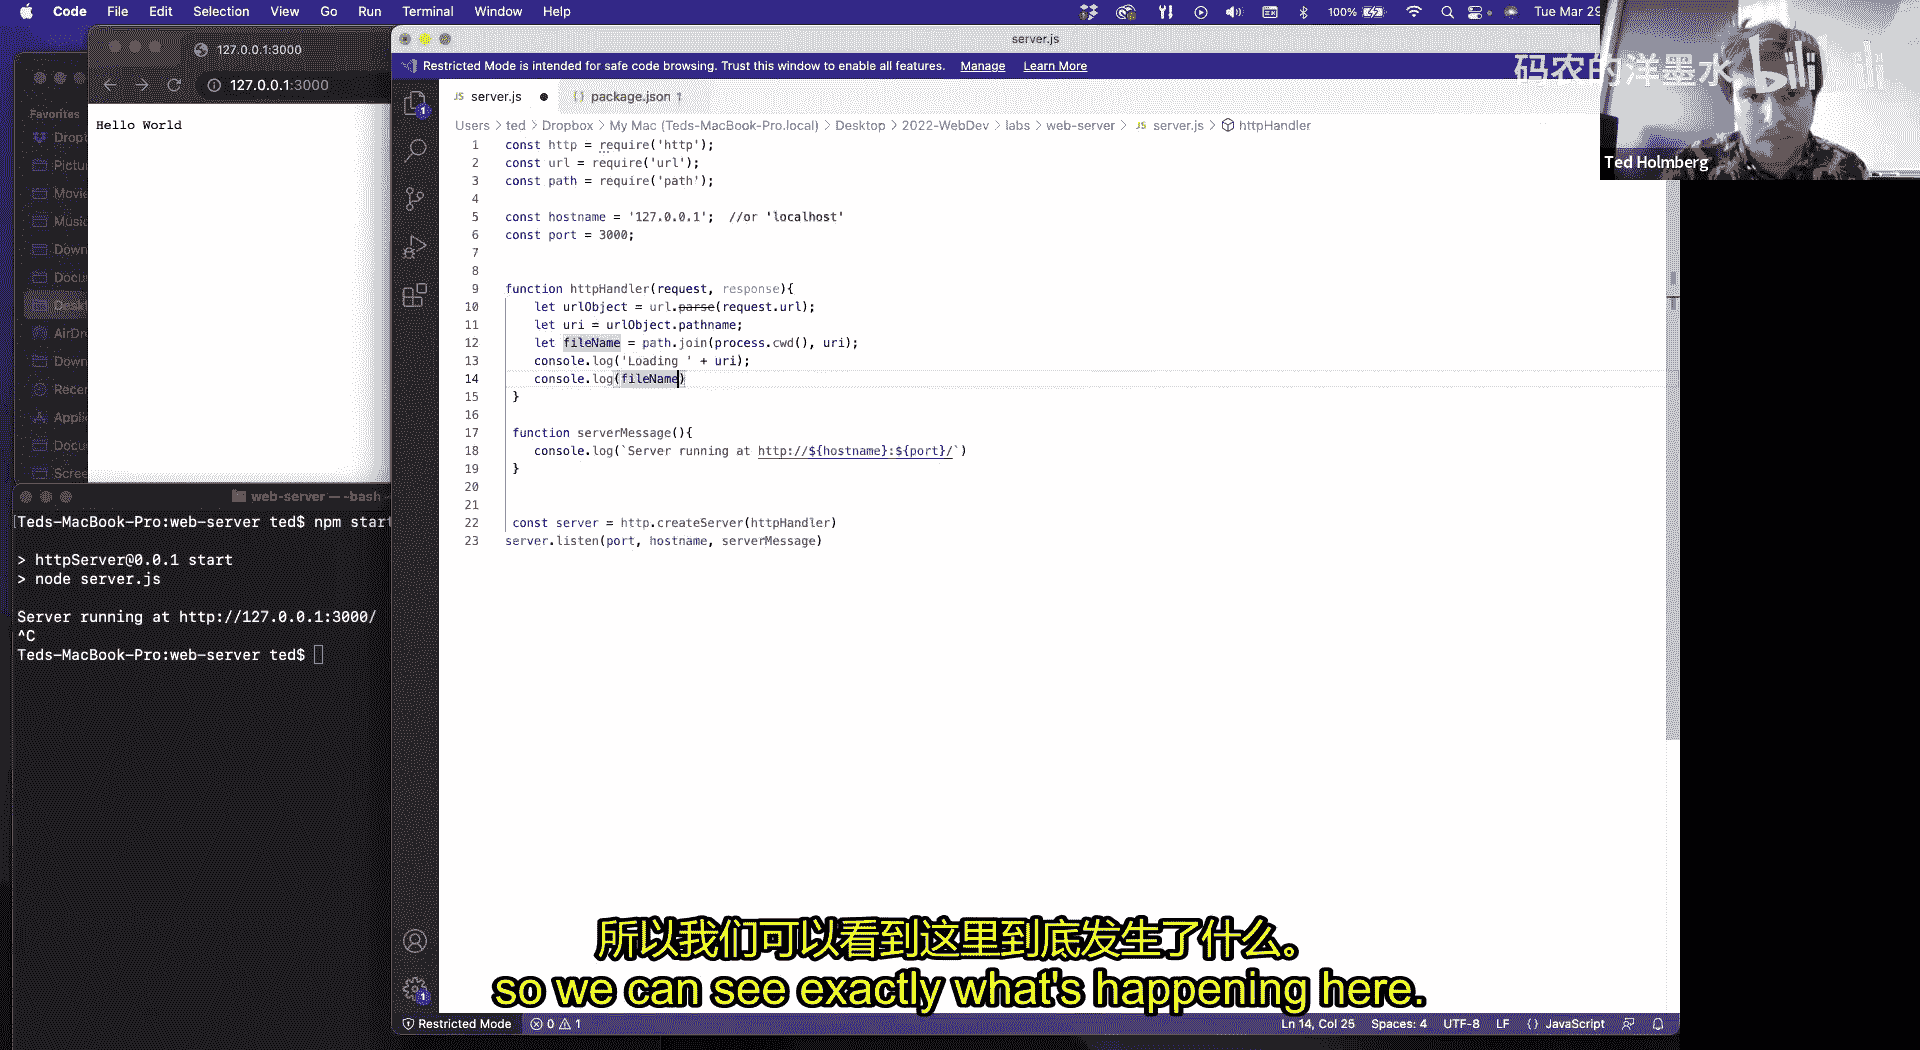 Code File Edit Selection View Go Run Terminal Window Help
100%
Tue Mar 29
127.0.0.1:3000
127.0.0.1:3000
Hello World
Favorites
server.js
Restricted Mode is intended for safe code browsing. Trust this window to enable all features. Manage Learn More
JS server.js ● {} package.json 1
Users > ted > Dropbox > My Mac (Teds-MacBook-Pro.local) > Desktop > 2022-WebDev > labs > web-server > JS server.js > httpHandler
1 const http = require('http');
2 const url = require('url');
3 const path = require('path');
4
5 const hostname = '127.0.0.1'; //or 'localhost'
6 const port = 3000;
7
8
9 function httpHandler(request, response){
10 let urlObject = url.parse(request.url);
11 let uri = urlObject.pathname;
12 let fileName = path.join(process.cwd(), uri);
13 console.log('Loading ' + uri);
14 console.log(fileName)
15 }
16
17 function serverMessage(){
18 console.log(`Server running at http://${hostname}:${port}/`)
19 }
20
21
22 const server = http.createServer(httpHandler)
23 server.listen(port, hostname, serverMessage)
web-server — -bash
Teds-MacBook-Pro:web-server ted$ npm start
> httpServer@0.0.1 start
> node server.js
Server running at http://127.0.0.1:3000/
^C
Teds-MacBook-Pro:web-server ted$
码农的洋墨水
bilibili
Ted Holmberg
所以我们可以看到这里到底发生了什么。
so we can see exactly what's happening here.
Restricted Mode 0 1
Ln 14, Col 25 Spaces: 4 UTF-8 LF {} JavaScript